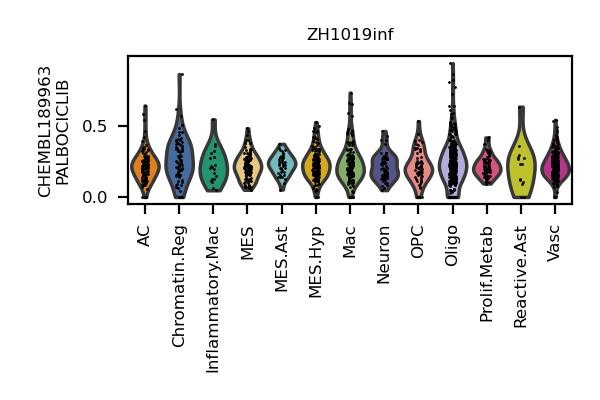 ZH1019inf
CHEMBL189963
PALBOCICLIB
0.5
0.0
AC
Chromatin.Reg
Inflammatory.Mac
MES
MES.Ast
MES.Hyp
Mac
Neuron
OPC
Oligo
Prolif.Metab
Reactive.Ast
Vasc